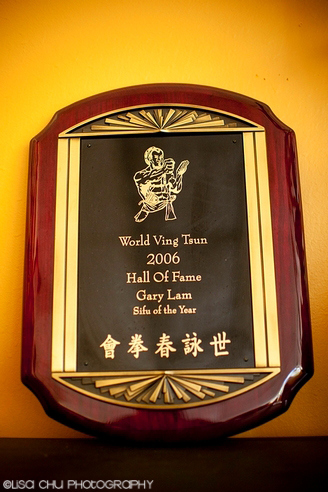 World Ving Tsun
2006
Hall Of Fame
Gary Lam
Sifu of the Year
會拳春詠世
©LISA CHU PHOTOGRAPHY